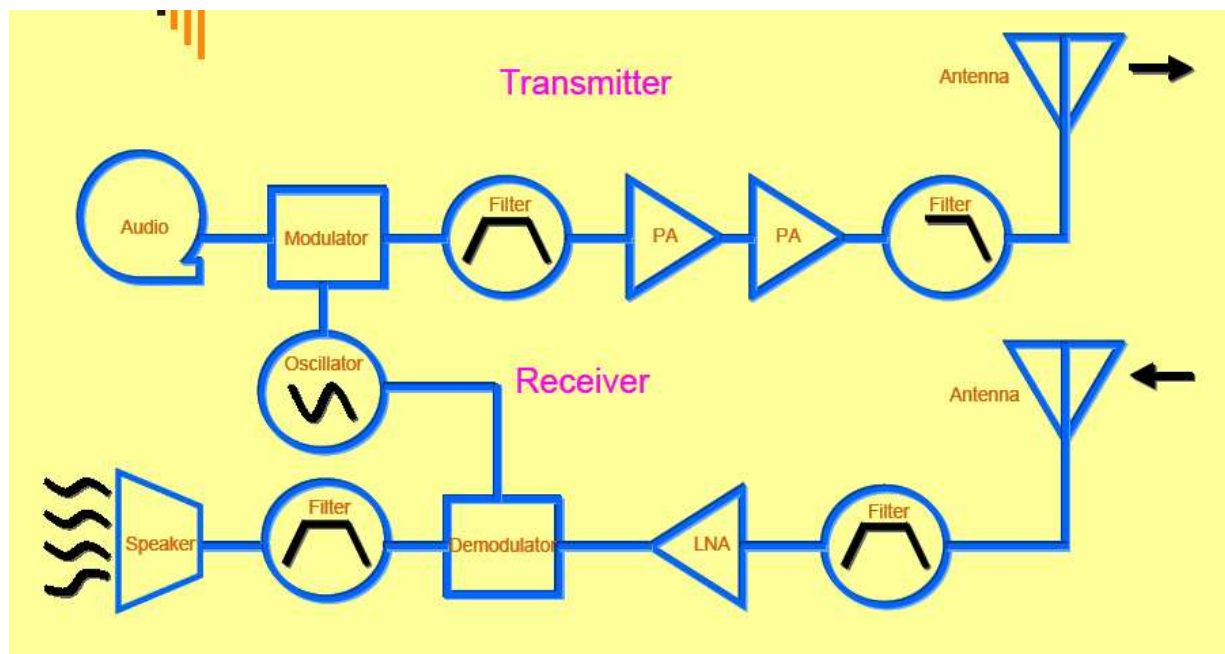 Transmitter
Antenna
Audio
Modulator
Filter
PA
PA
Filter
Oscillator
Receiver
Antenna
Speaker
Filter
Demodulator
LNA
Filter